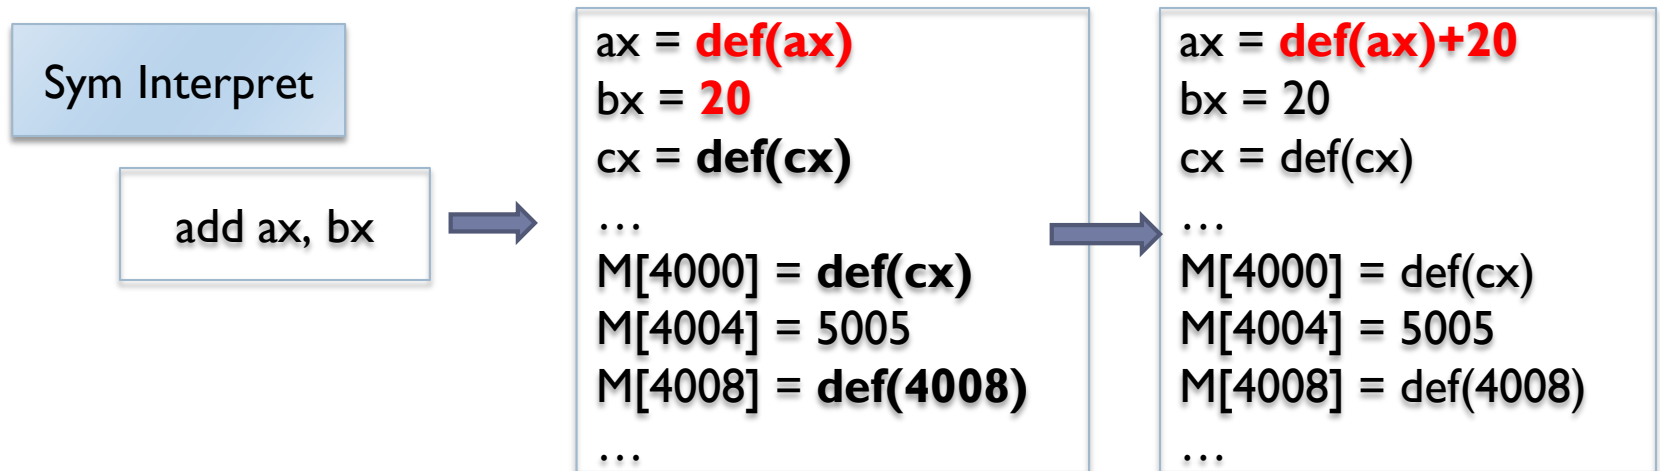 Sym Interpret
add ax, bx
ax = def(ax)
bx = 20
cx = def(cx)
…
M[4000] = def(cx)
M[4004] = 5005
M[4008] = def(4008)
…
ax = def(ax)+20
bx = 20
cx = def(cx)
…
M[4000] = def(cx)
M[4004] = 5005
M[4008] = def(4008)
…